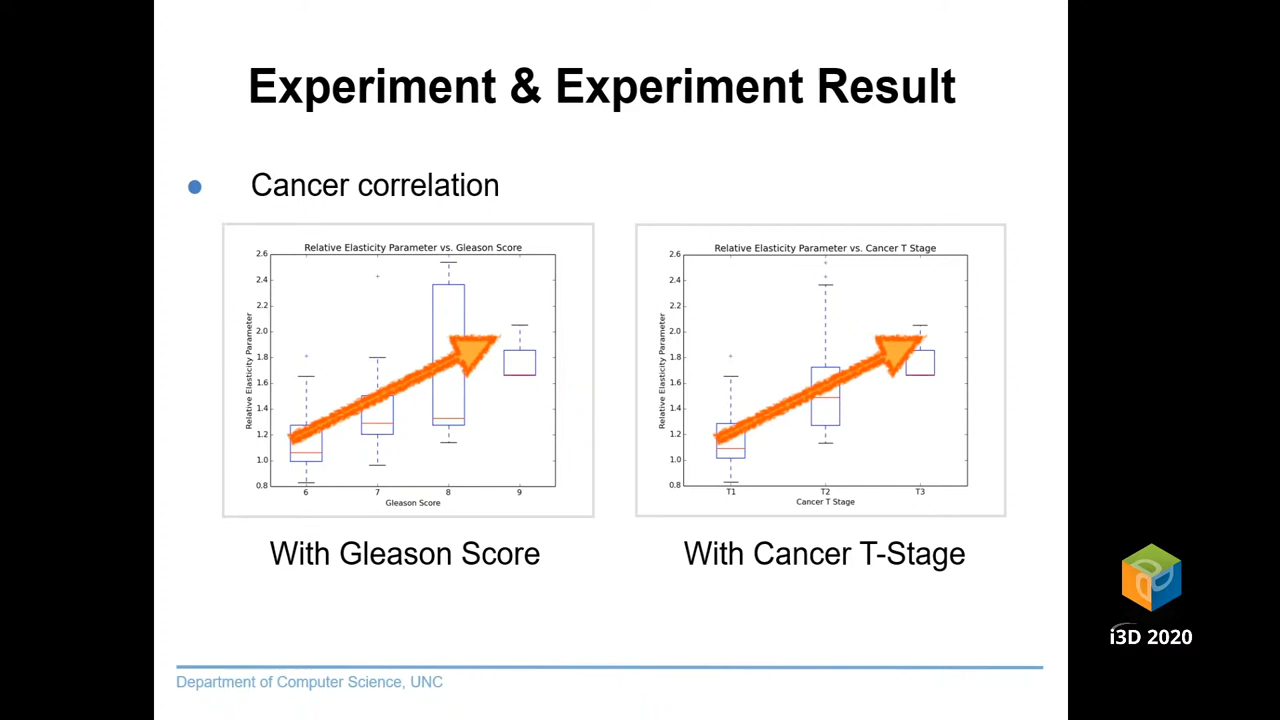 Experiment & Experiment Result
Cancer correlation
Relative Elasticity Parameter vs. Gleason Score
Relative Elasticity Parameter
2.6
2.4
2.2
2.0
1.8
1.6
1.4
1.2
1.0
0.8
6 7 8 9
Gleason Score
Relative Elasticity Parameter vs. Cancer T Stage
Relative Elasticity Parameter
2.6
2.4
2.2
2.0
1.8
1.6
1.4
1.2
1.0
0.8
T1 T2 T3
Cancer T Stage
With Gleason Score
With Cancer T-Stage
i3D 2020
Department of Computer Science, UNC